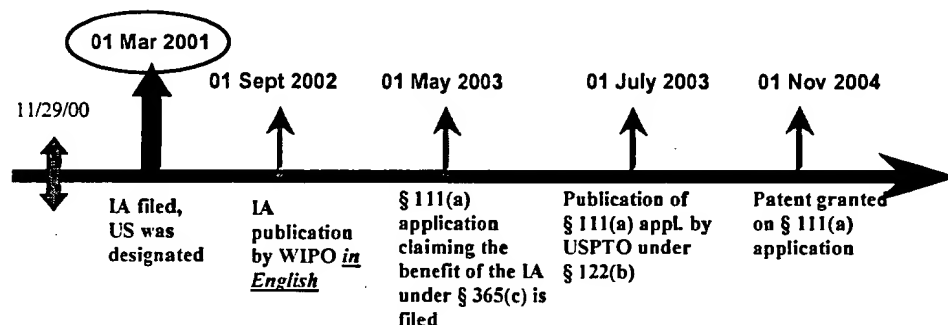 01 Mar 2001
01 Sept 2002
01 May 2003
01 July 2003
01 Nov 2004
11/29/00
IA filed,
US was
designated
IA
publication
by WIPO in
English
§ 111(a)
application
claiming the
benefit of the IA
under § 365(c) is
filed
Publication of
§ 111(a) appl. by
USPTO under
§ 122(b)
Patent granted
on § 111(a)
application